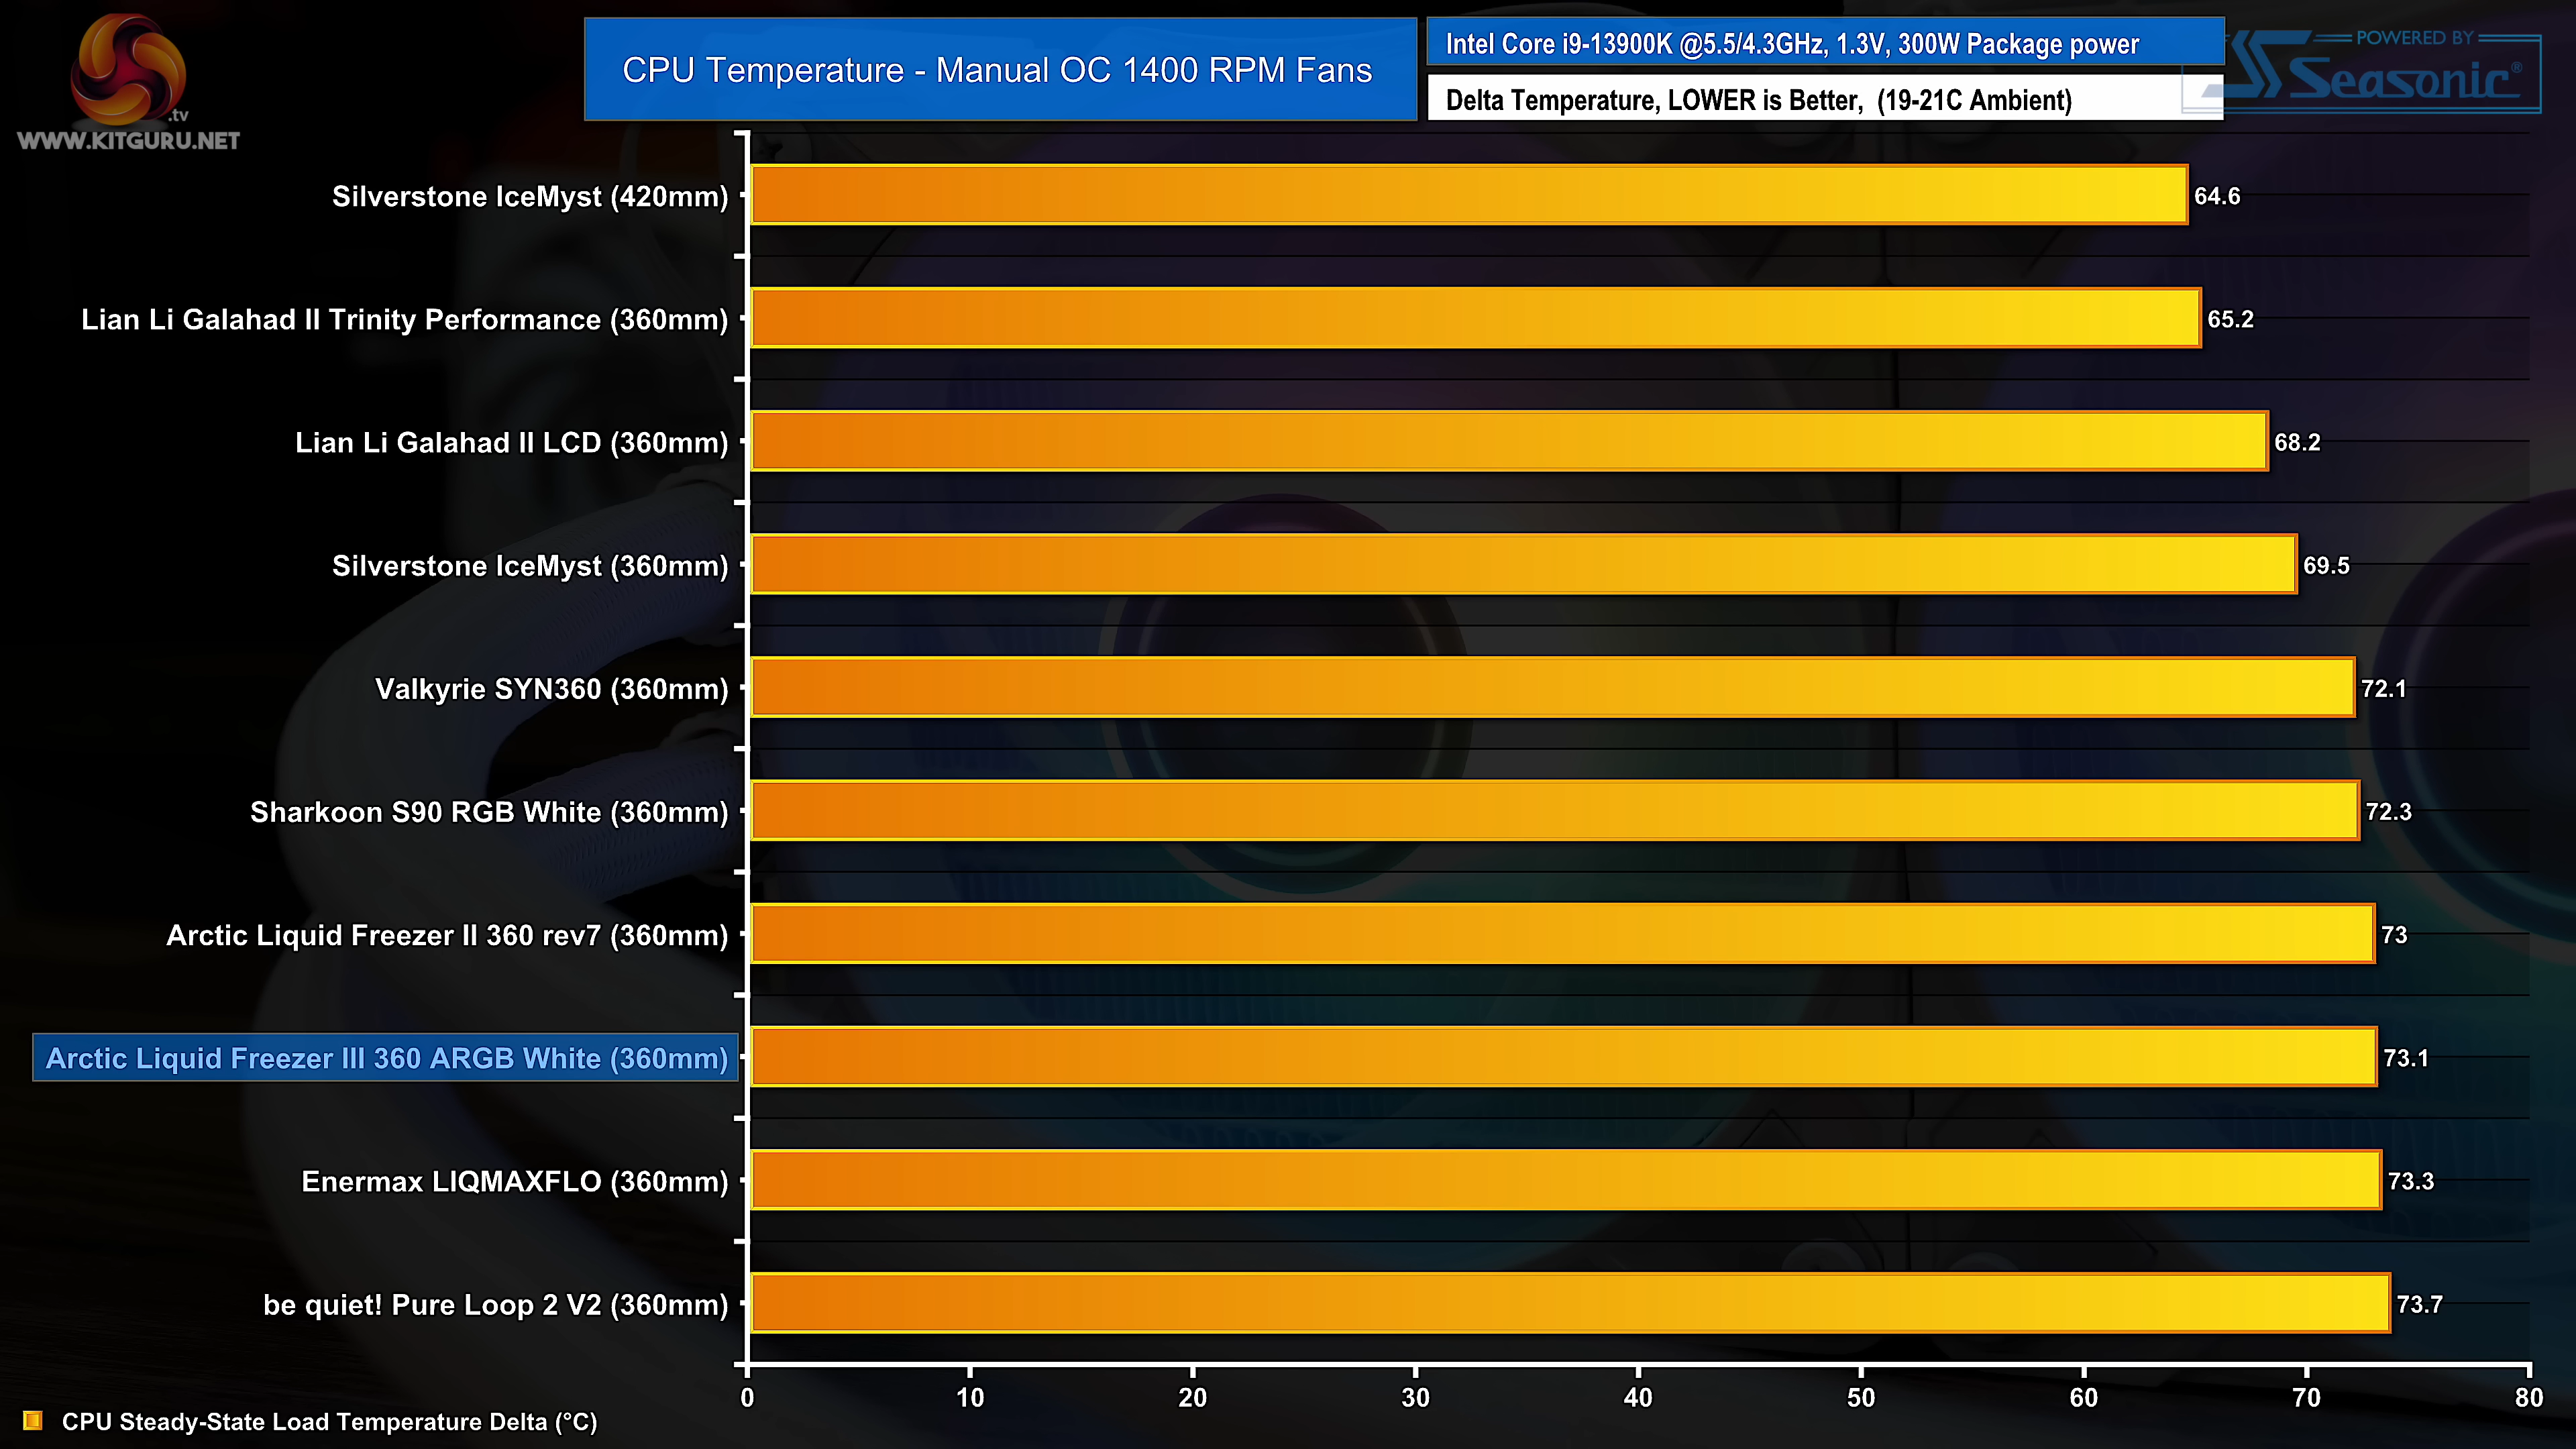 .tv
WWW.KITGURU.NET
CPU Temperature - Manual OC 1400 RPM Fans
Intel Core i9-13900K @5.5/4.3GHz, 1.3V, 300W Package power
Delta Temperature, LOWER is Better, (19-21C Ambient)
POWERED BY
Seasonic®
Silverstone IceMyst (420mm) 64.6
Lian Li Galahad II Trinity Performance (360mm) 65.2
Lian Li Galahad II LCD (360mm) 68.2
Silverstone IceMyst (360mm) 69.5
Valkyrie SYN360 (360mm) 72.1
Sharkoon S90 RGB White (360mm) 72.3
Arctic Liquid Freezer II 360 rev7 (360mm) 73
Arctic Liquid Freezer III 360 ARGB White (360mm) 73.1
Enermax LIQMAXFLO (360mm) 73.3
be quiet! Pure Loop 2 V2 (360mm) 73.7
0 10 20 30 40 50 60 70 80
CPU Steady-State Load Temperature Delta (°C)